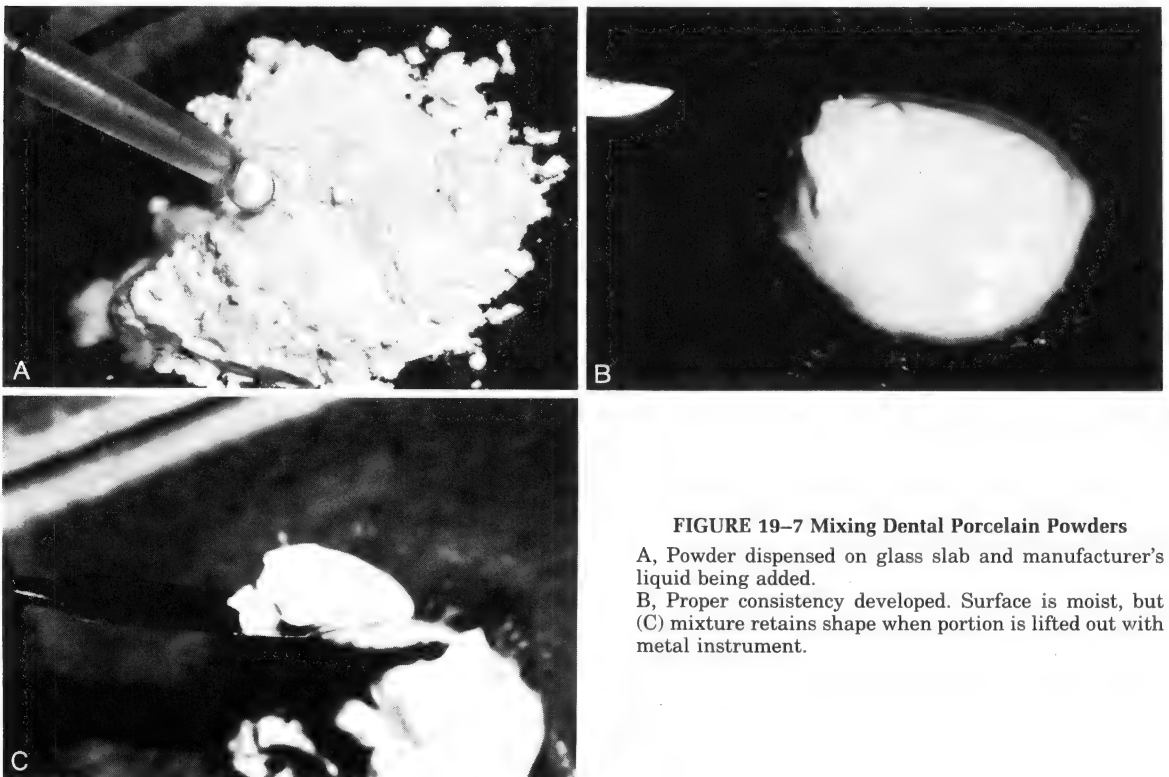 A
B
C
FIGURE 19–7 Mixing Dental Porcelain Powders
A, Powder dispensed on glass slab and manufacturer's
liquid being added.
B, Proper consistency developed. Surface is moist, but
(C) mixture retains shape when portion is lifted out with
metal instrument.